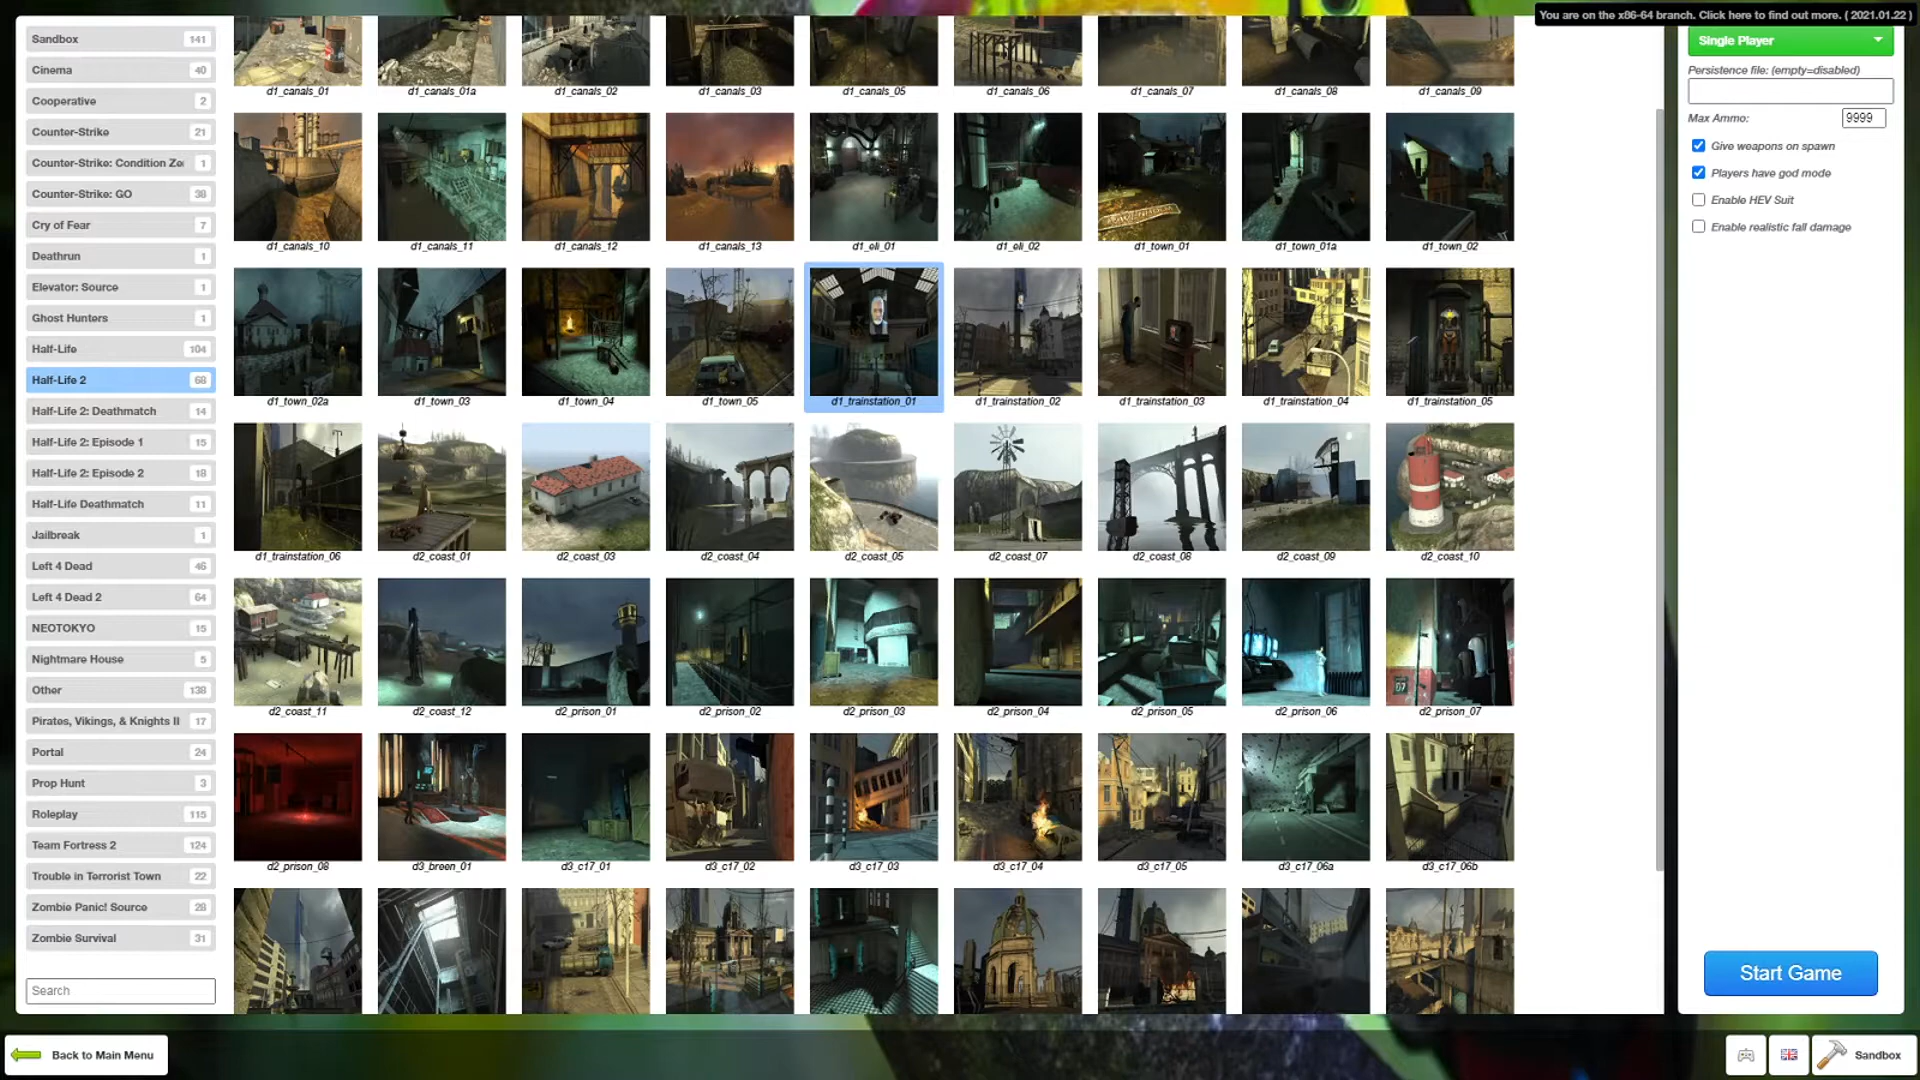 You are on the x86-64 branch. Click here to find out more. ( 2021.01.22 )
Sandbox 141
Cinema 40
Cooperative 2
Counter-Strike 21
Counter-Strike: Condition Ze 1
Counter-Strike: GO 38
Cry of Fear 7
Deathrun 1
Elevator: Source 1
Ghost Hunters 1
Half-Life 104
Half-Life 2 68
Half-Life 2: Deathmatch 14
Half-Life 2: Episode 1 15
Half-Life 2: Episode 2 18
Half-Life Deathmatch 11
Jailbreak 1
Left 4 Dead 46
Left 4 Dead 2 64
NEOTOKYO 15
Nightmare House 5
Other 138
Pirates, Vikings, & Knights II 17
Portal 24
Prop Hunt 3
Roleplay 115
Team Fortress 2 124
Trouble in Terrorist Town 22
Zombie Panic! Source 28
Zombie Survival 31
Search
Back to Main Menu
d1_canals_01 d1_canals_01a d1_canals_02 d1_canals_03 d1_canals_05 d1_canals_06 d1_canals_07 d1_canals_08 d1_canals_09
d1_canals_10 d1_canals_11 d1_canals_12 d1_canals_13 d1_eli_01 d1_eli_02 d1_town_01 d1_town_01a d1_town_02
d1_town_02a d1_town_03 d1_town_04 d1_town_05 d1_trainstation_01 d1_trainstation_02 d1_trainstation_03 d1_trainstation_04 d1_trainstation_05
d1_trainstation_06 d2_coast_01 d2_coast_03 d2_coast_04 d2_coast_05 d2_coast_07 d2_coast_08 d2_coast_09 d2_coast_10
d2_coast_11 d2_coast_12 d2_prison_01 d2_prison_02 d2_prison_03 d2_prison_04 d2_prison_05 d2_prison_06 d2_prison_07
d2_prison_08 d3_breen_01 d3_c17_01 d3_c17_02 d3_c17_03 d3_c17_04 d3_c17_05 d3_c17_06a d3_c17_06b
Single Player
Persistence file: (empty=disabled)
Max Ammo: 9999
Give weapons on spawn
Players have god mode
Enable HEV Suit
Enable realistic fall damage
Start Game
Sandbox